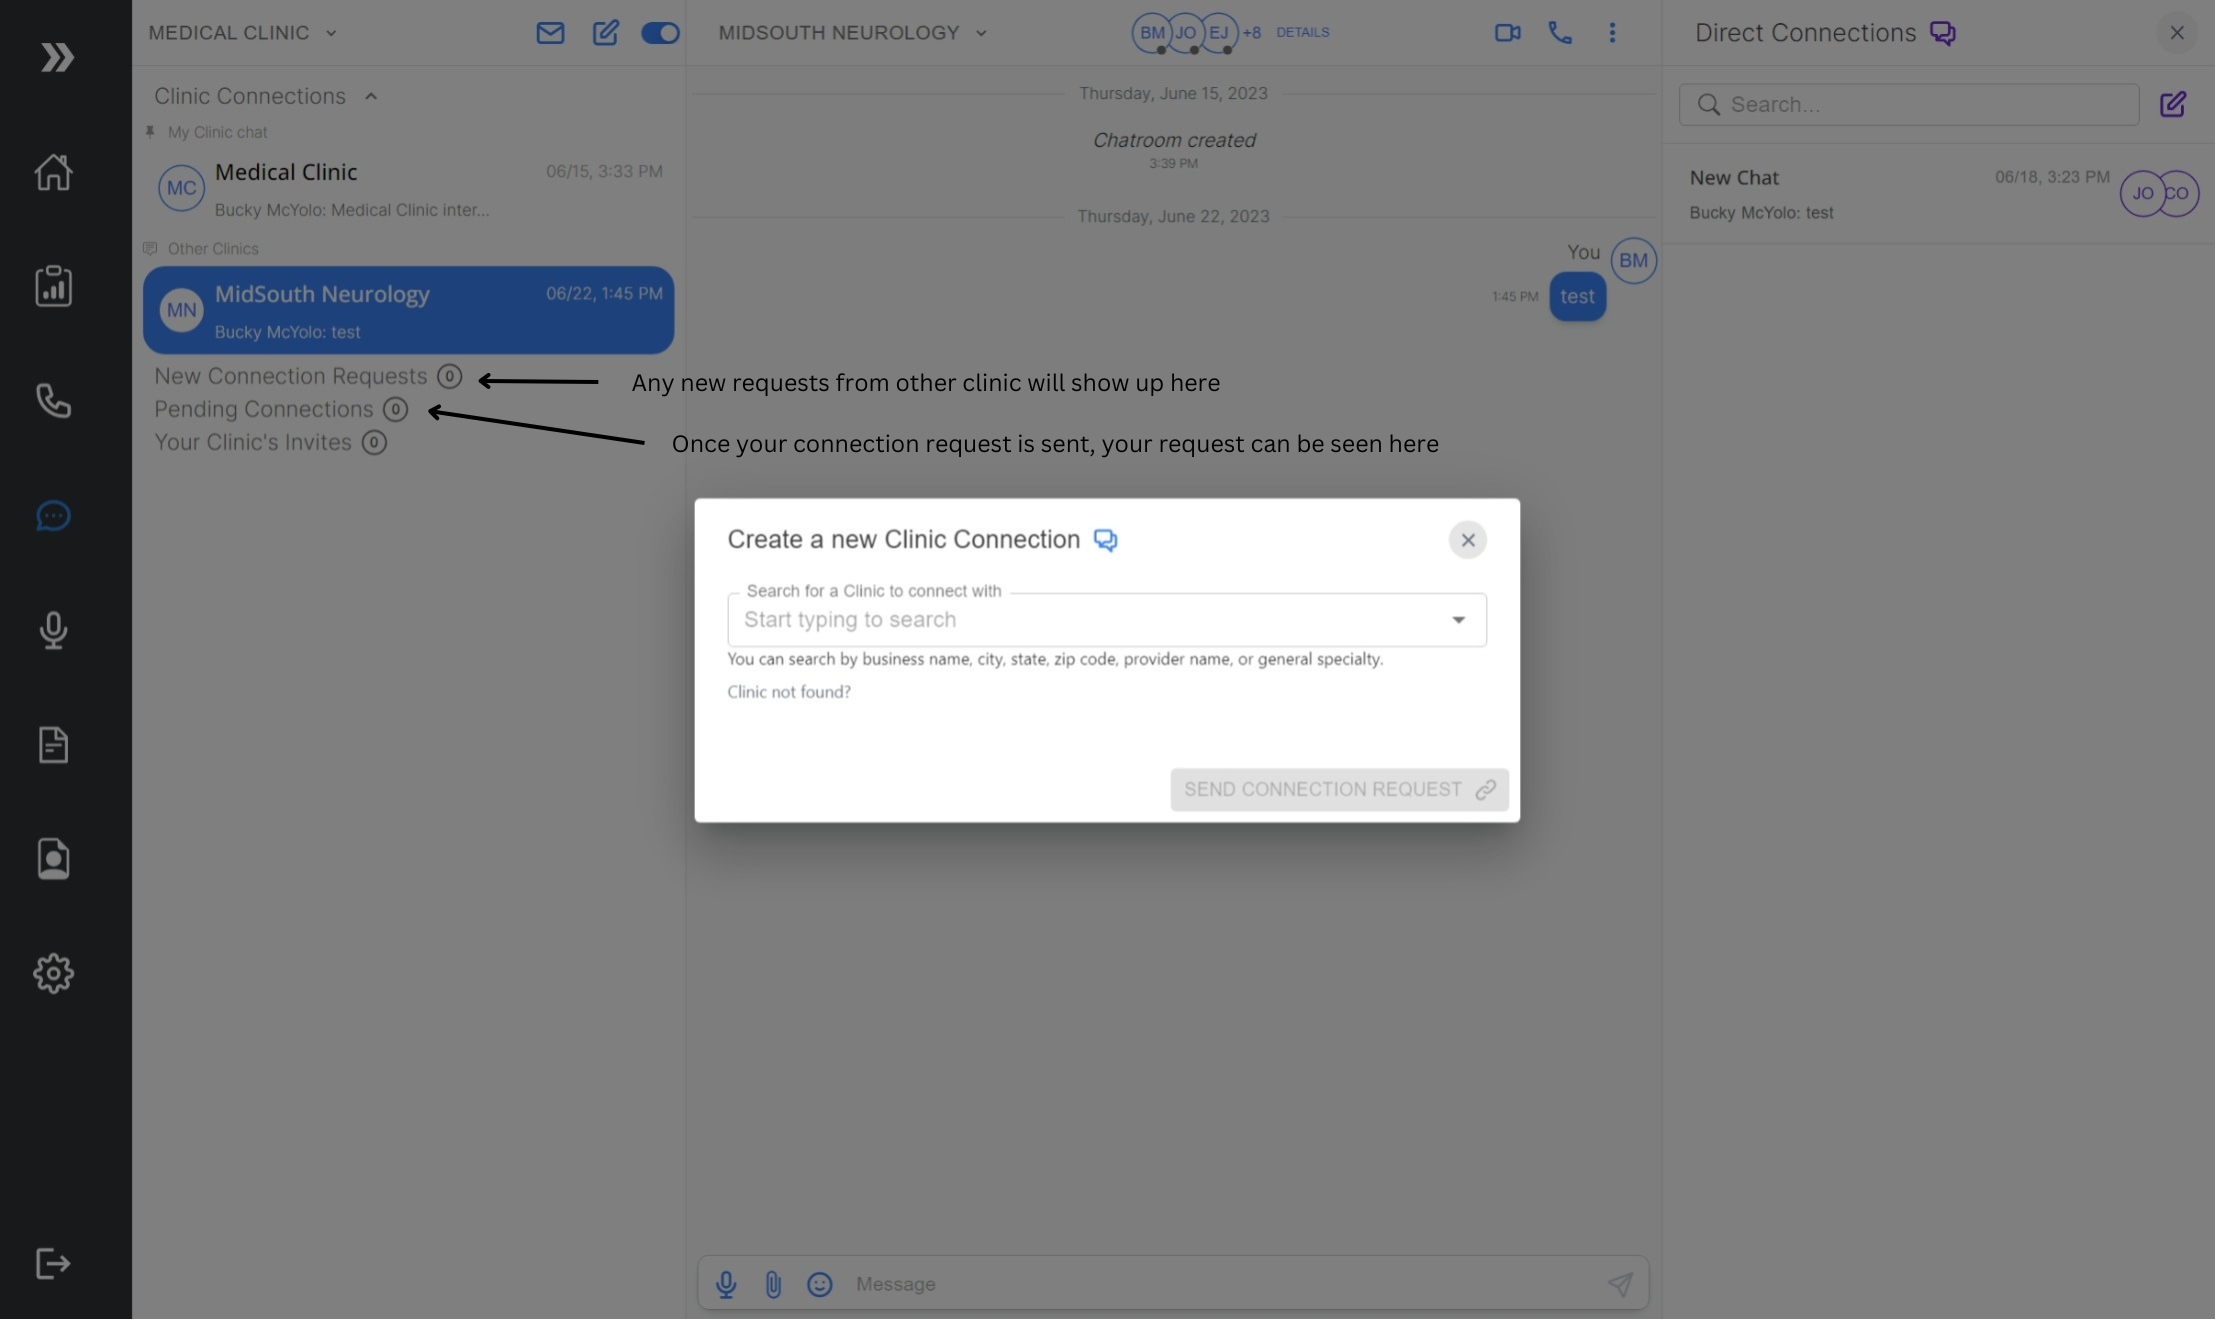 MEDICAL CLINIC
Clinic Connections
My Clinic chat
MC
Medical Clinic
06/15, 3:33 PM
Bucky McYolo: Medical Clinic inter...
Other Clinics
MN
MidSouth Neurology
06/22, 1:45 PM
Bucky McYolo: test
New Connection Requests 0
Pending Connections 0
Your Clinic's Invites 0
MIDSOUTH NEUROLOGY
BM JO EJ +8 DETAILS
Thursday, June 15, 2023
Chatroom created
3:39 PM
Thursday, June 22, 2023
You
BM
1:45 PM
test
Any new requests from other clinic will show up here
Once your connection request is sent, your request can be seen here
Create a new Clinic Connection
Search for a Clinic to connect with
Start typing to search
You can search by business name, city, state, zip code, provider name, or general specialty.
Clinic not found?
SEND CONNECTION REQUEST
Message
Direct Connections
Search...
New Chat
06/18, 3:23 PM
JO CO
Bucky McYolo: test